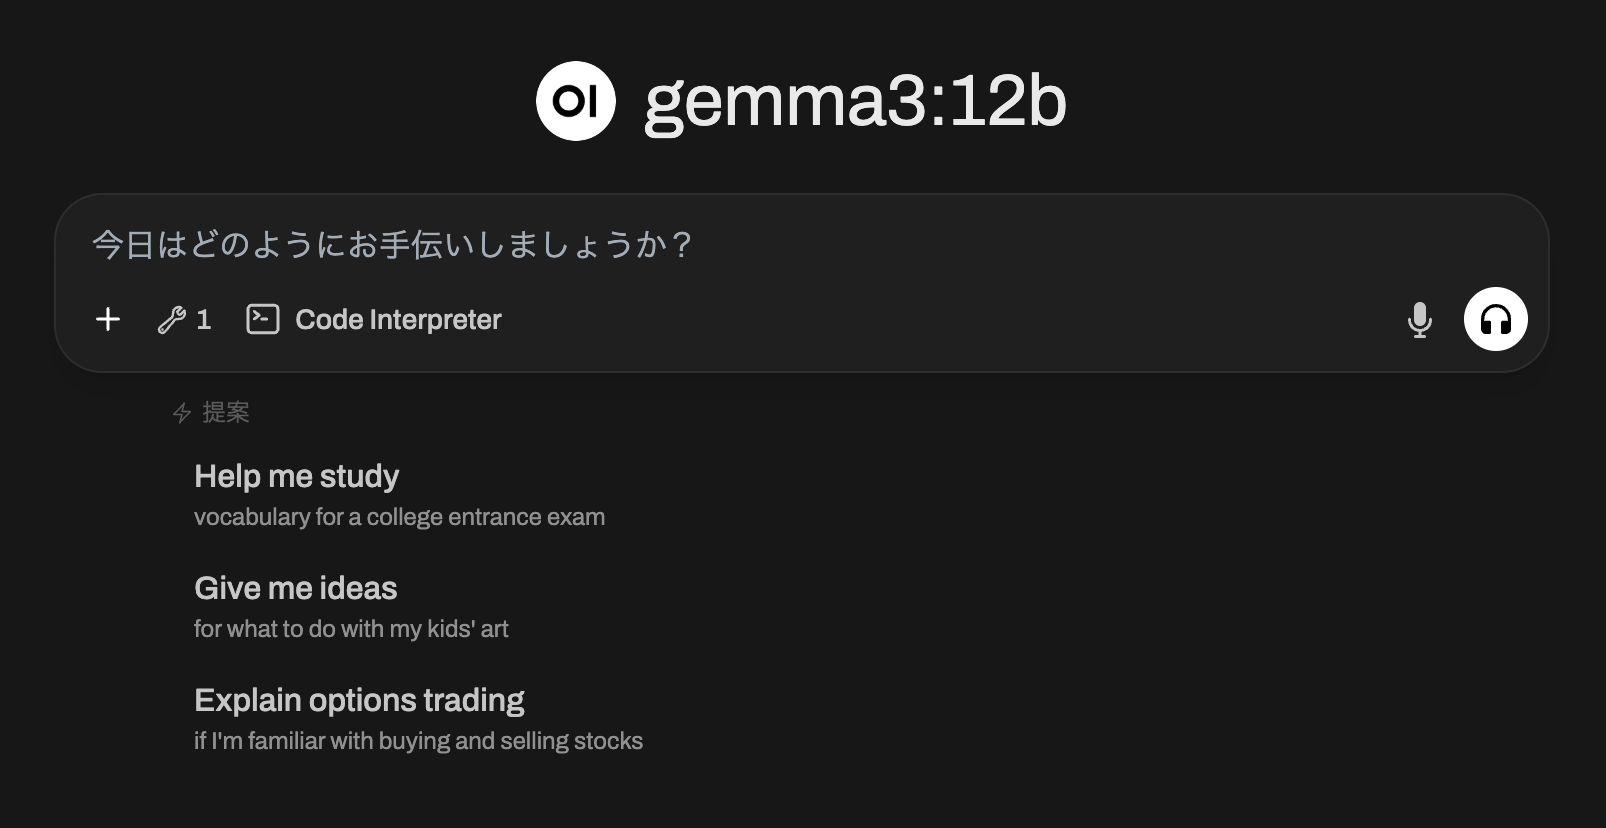 OI gemma3:12b
今日はどのようにお手伝いしましょうか？
1 Code Interpreter
提案
Help me study
vocabulary for a college entrance exam
Give me ideas
for what to do with my kids' art
Explain options trading
if I'm familiar with buying and selling stocks